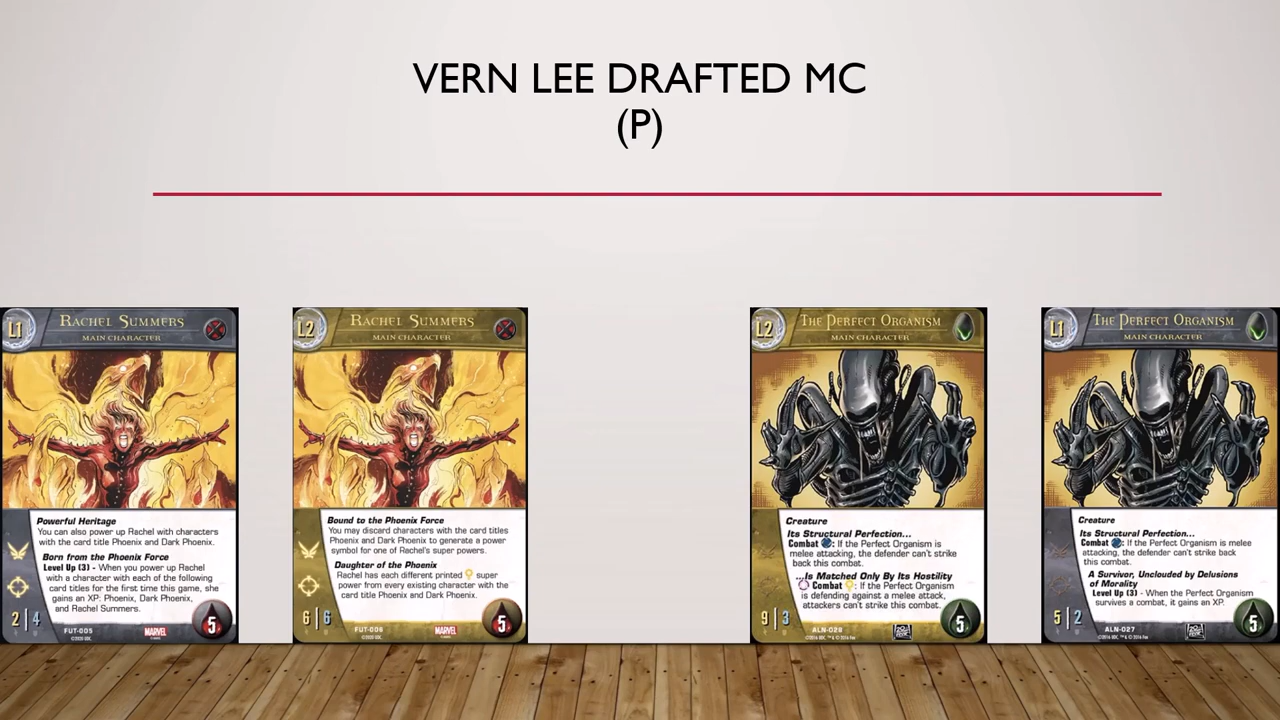 VERN LEE DRAFTED MC
(P)
L1
RACHEL SUMMERS
MAIN CHARACTER
Powerful Heritage
You can also power up Rachel with characters
with the card title Phoenix and Dark Phoenix.
Born from the Phoenix Force
Level Up (3) - When you power up Rachel
with a character with each of the following
card titles for the first time this game, she
gains an XP: Phoenix, Dark Phoenix,
and Rachel Summers.
2 | 4
FUT-005
MARVEL
5
L2
RACHEL SUMMERS
MAIN CHARACTER
Bound to the Phoenix Force
You may discard characters with the card titles
Phoenix and Dark Phoenix to generate a power
symbol for one of Rachel's super powers.
Daughter of the Phoenix
Rachel has each different printed super
power from every existing character with the
card title Phoenix and Dark Phoenix.
6 | 6
MARVEL
5
L2
THE PERFECT ORGANISM
MAIN CHARACTER
Creature
Its Structural Perfection...
Combat : If the Perfect Organism is
melee attacking, the defender can't strike
back this combat.
...Is Matched Only By Its Hostility
Combat : If the Perfect Organism
is defending against a melee attack,
attackers can't strike this combat.
9 | 3
ALN-028
5
L1
THE PERFECT ORGANISM
MAIN CHARACTER
Creature
Its Structural Perfection...
Combat : If the Perfect Organism is melee
attacking, the defender can't strike back
this combat.
A Survivor, Unclouded by Delusions
of Morality
Level Up (3) - When the Perfect Organism
survives a combat, it gains an XP.
5 | 2
ALN-027
5